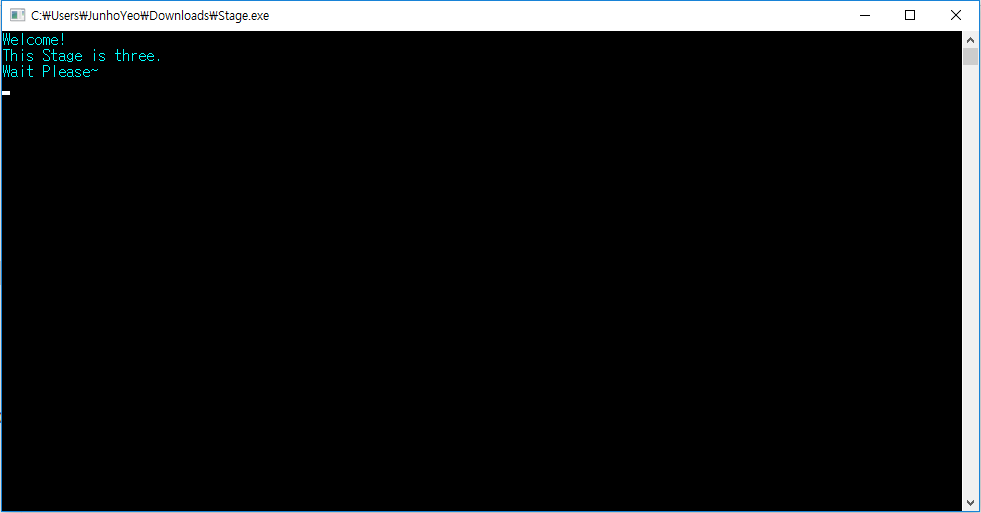 C:₩Users₩JunhoYeo₩Downloads₩Stage.exe
Welcome!
This Stage is three.
Wait Please~